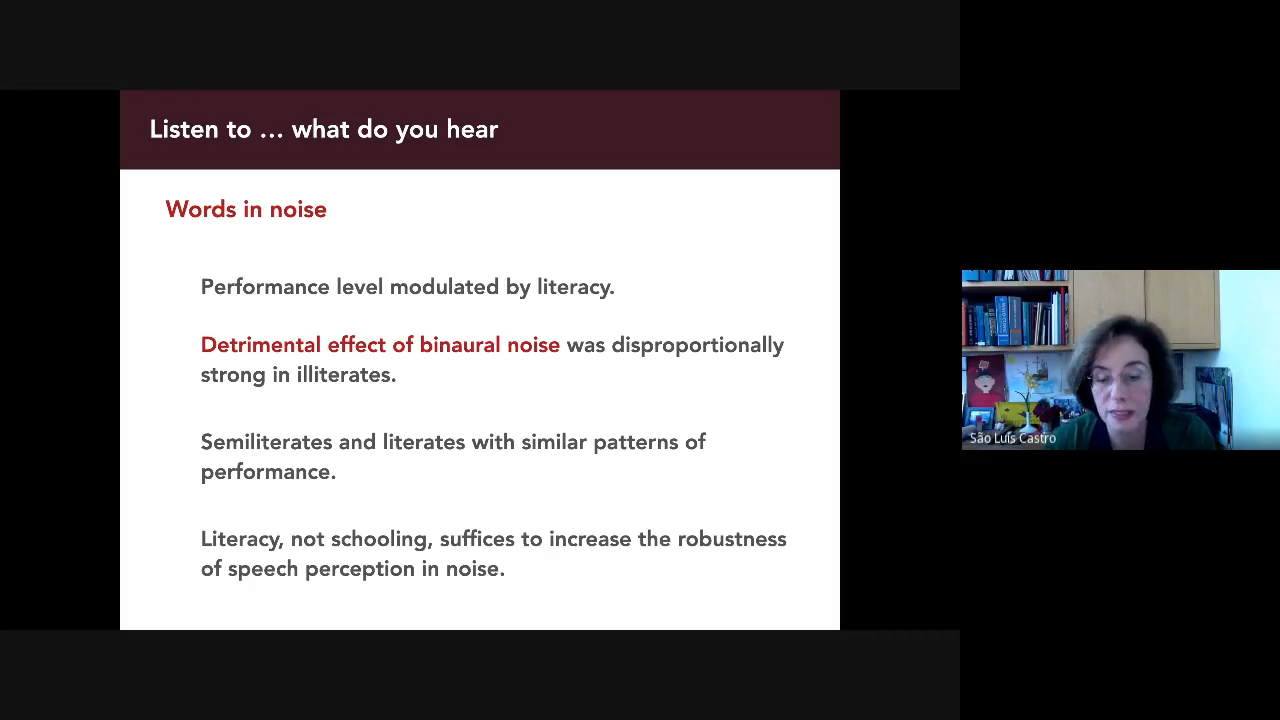 Listen to … what do you hear
Words in noise
Performance level modulated by literacy.
Detrimental effect of binaural noise was disproportionally
strong in illiterates.
Semiliterates and literates with similar patterns of
performance.
Literacy, not schooling, suffices to increase the robustness
of speech perception in noise.
São Luís Castro